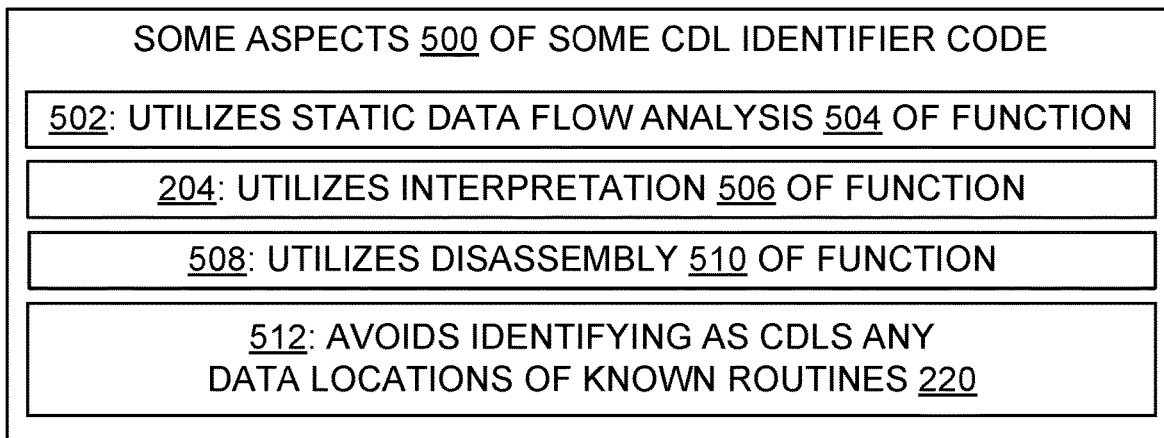 SOME ASPECTS 500 OF SOME CDL IDENTIFIER CODE
502: UTILIZES STATIC DATA FLOW ANALYSIS 504 OF FUNCTION
204: UTILIZES INTERPRETATION 506 OF FUNCTION
508: UTILIZES DISASSEMBLY 510 OF FUNCTION
512: AVOIDS IDENTIFYING AS CDLS ANY
DATA LOCATIONS OF KNOWN ROUTINES 220